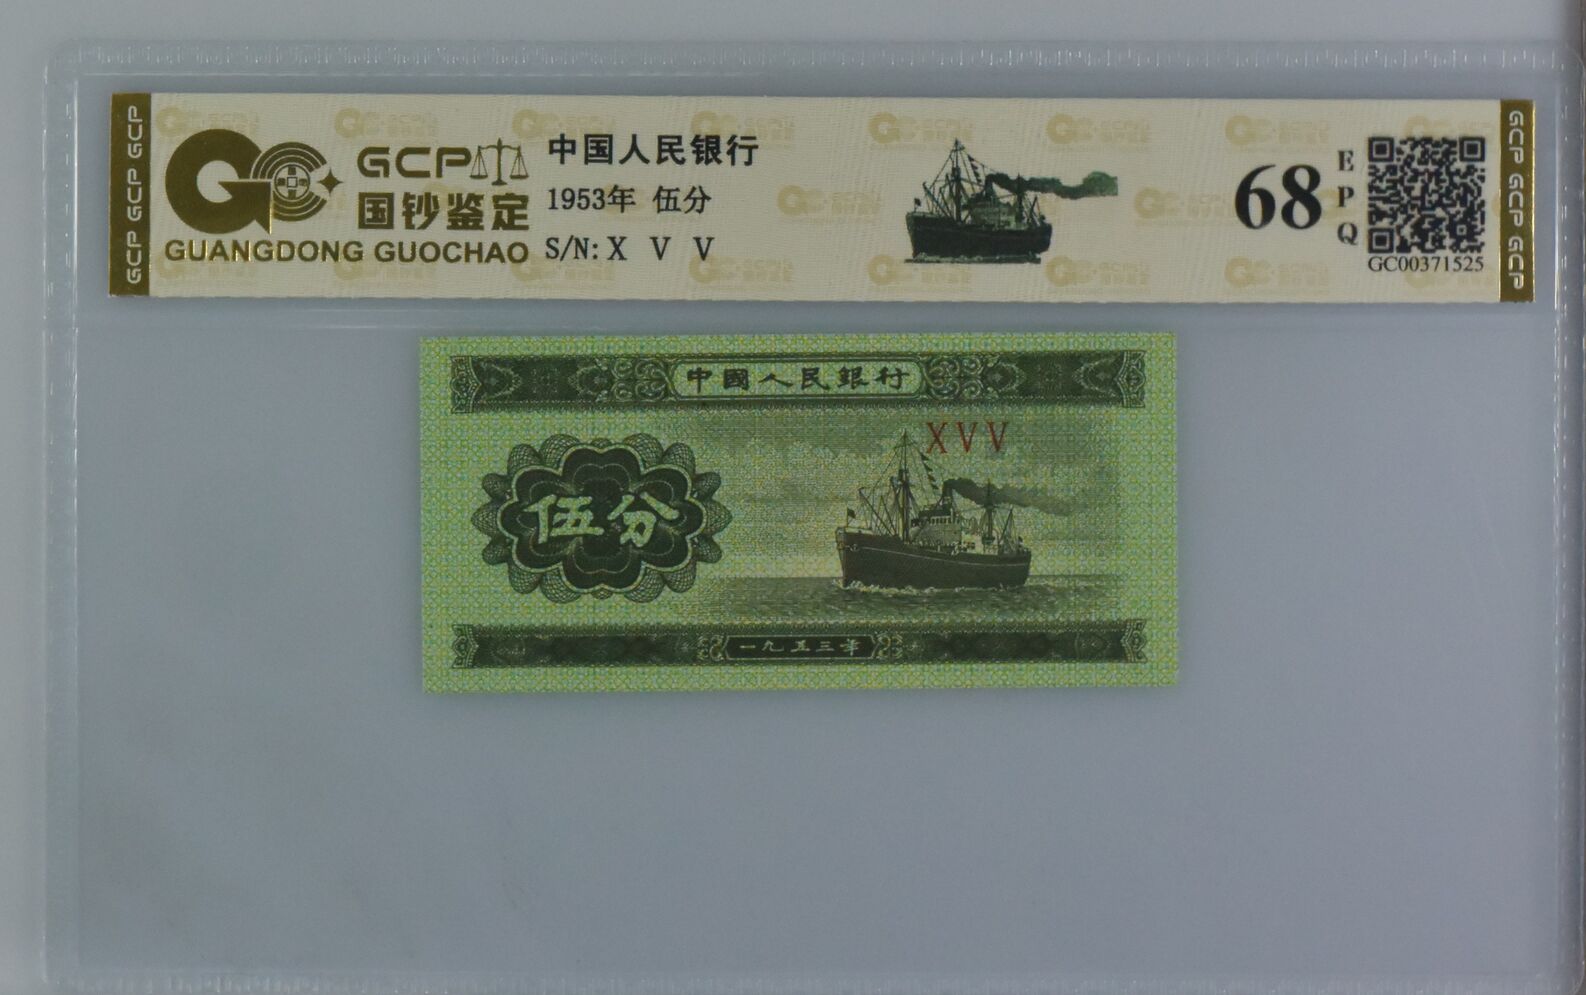 GCP GCP GCP
GCP
国钞鉴定
GUANGDONG GUOCHAO
中国人民银行
1953年 伍分
S/N: X V V
68
EPQ
GC00371525
GCP GCP GCP
中國人民銀行
XVV
伍分
一九五三年